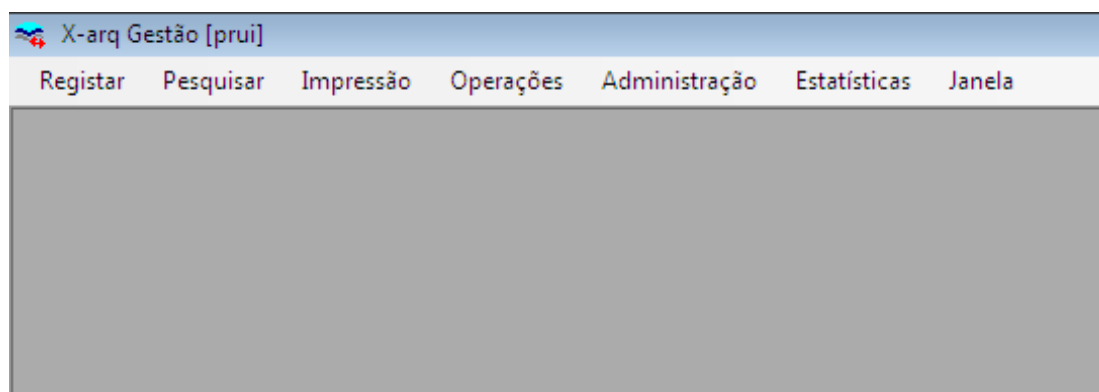 X-arq Gestão [prui]
Registar Pesquisar Impressão Operações Administração Estatísticas Janela